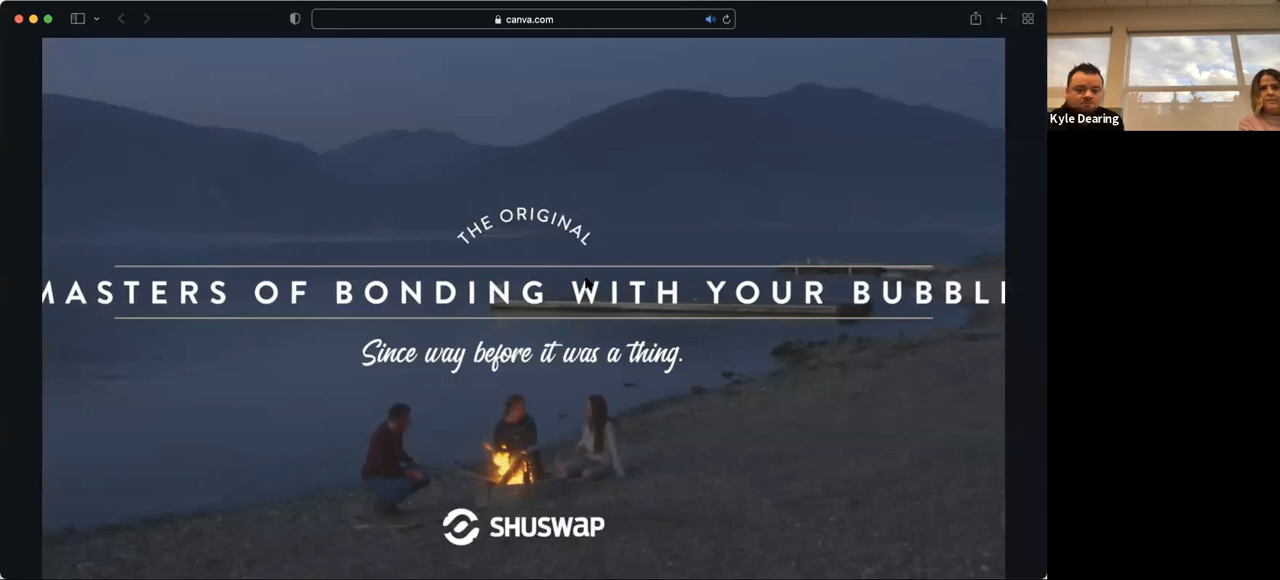 canva.com
THE ORIGINAL
MASTERS OF BONDING WITH YOUR BUBBL
Since way before it was a thing.
SHUSWaP
Kyle Dearing